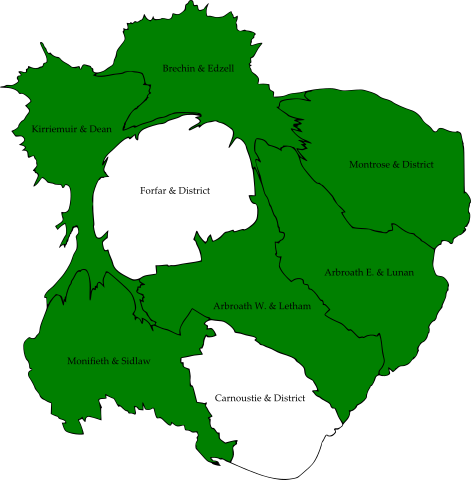 Brechin & Edzell
Kirriemuir & Dean
Montrose & District
Forfar & District
Arbroath E. & Lunan
Arbroath W. & Letham
Monifieth & Sidlaw
Carnoustie & District